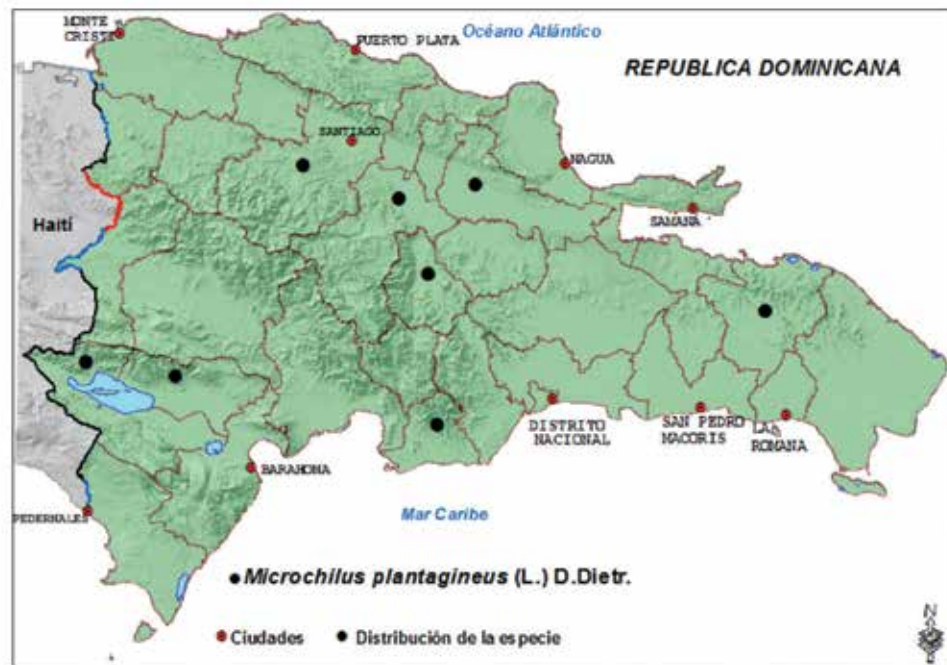 MONTE
CRISTI
PUERTO PLATA
Océano Atlántico
REPUBLICA DOMINICANA
SANTIAGO
NAGUA
SAMANA
Haití
DISTRITO
NACIONAL
SAN PEDRO
MACORIS
LA
ROMANA
BARAHONA
PEDERNALES
Mar Caribe
Microchilus plantagineus (L.) D.Dietr.
Ciudades
Distribución de la especie
N